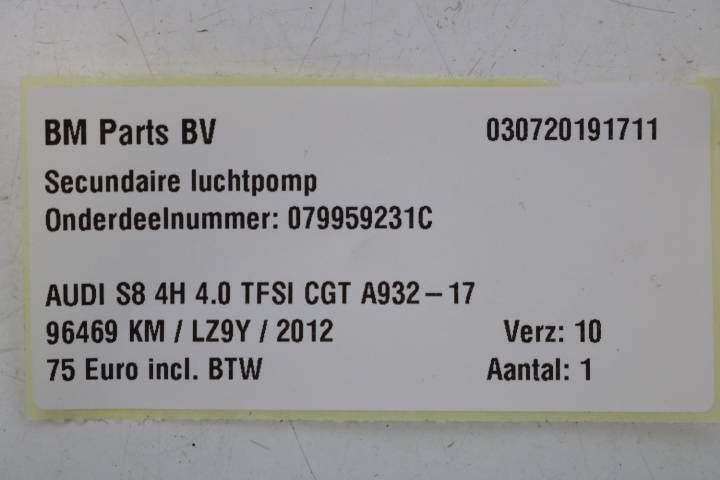 BM Parts BV 030720191711
Secundaire luchtpomp
Onderdeelnummer: 079959231C
AUDI S8 4H 4.0 TFSI CGT A932-17
96469 KM / LZ9Y / 2012 Verz: 10
75 Euro incl. BTW Aantal: 1